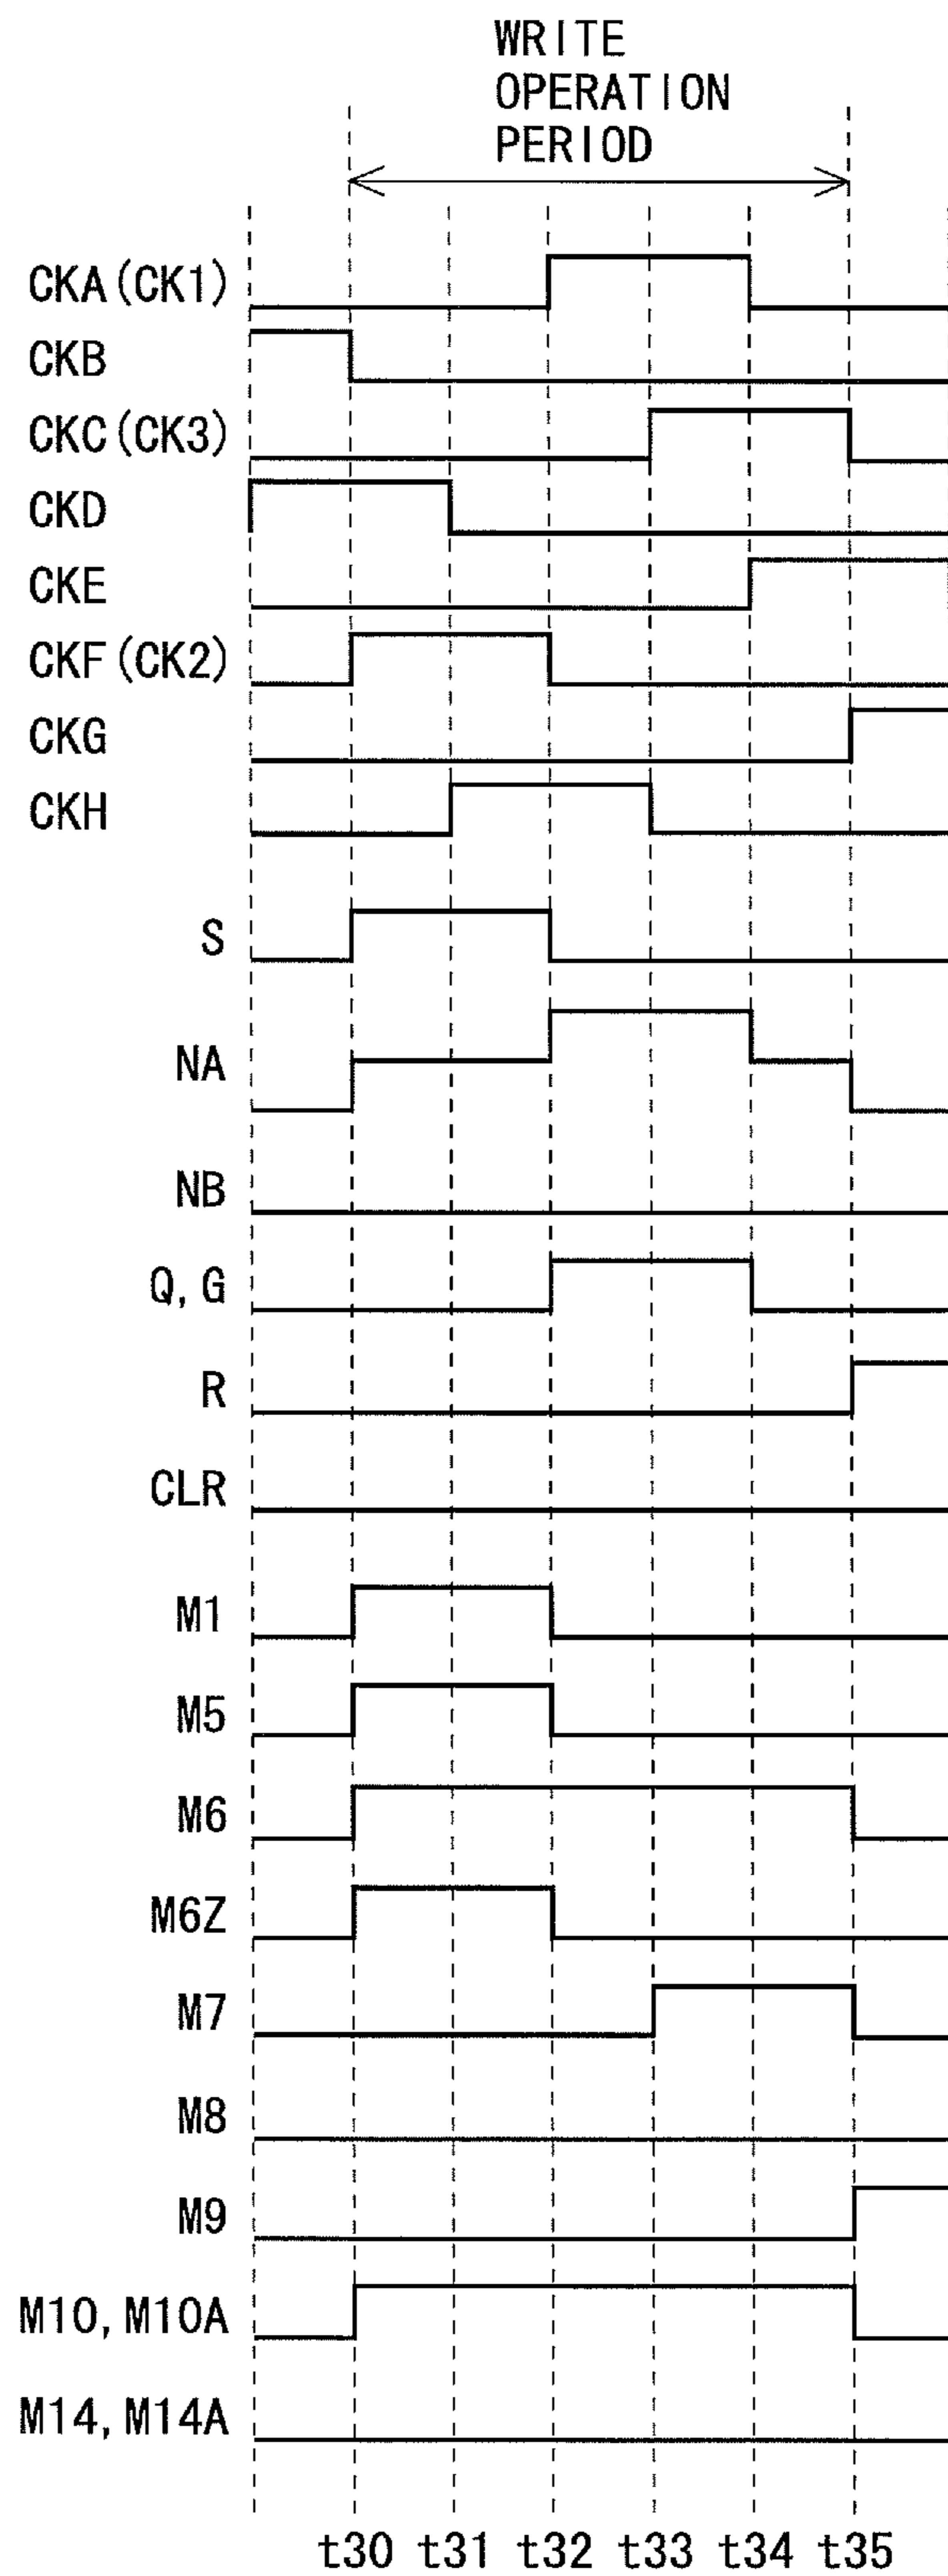 WRITE
OPERATION
PERIOD
CKA(CK1)
CKB
CKC(CK3)
CKD
CKE
CKF(CK2)
CKG
CKH
S
NA
NB
Q, G
R
CLR
M1
M5
M6
M6Z
M7
M8
M9
M10, M10A
M14, M14A
t30 t31 t32 t33 t34 t35